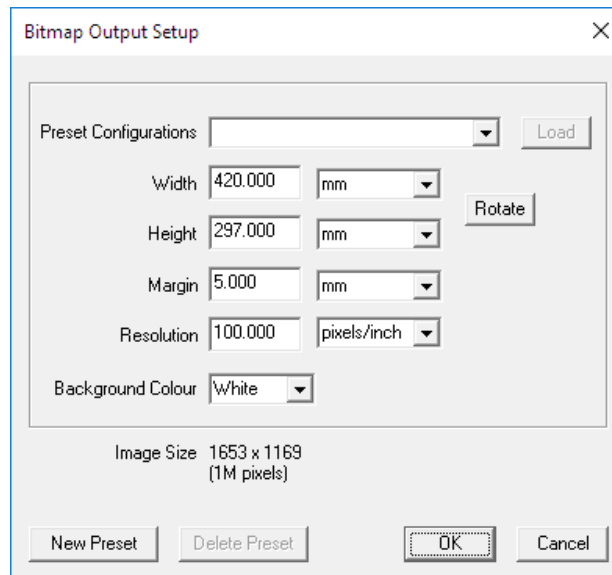 Bitmap Output Setup
Preset Configurations Load
Width 420.000 mm
Rotate
Height 297.000 mm
Margin 5.000 mm
Resolution 100.000 pixels/inch
Background Colour White
Image Size 1653 x 1169
(1M pixels)
New Preset Delete Preset OK Cancel